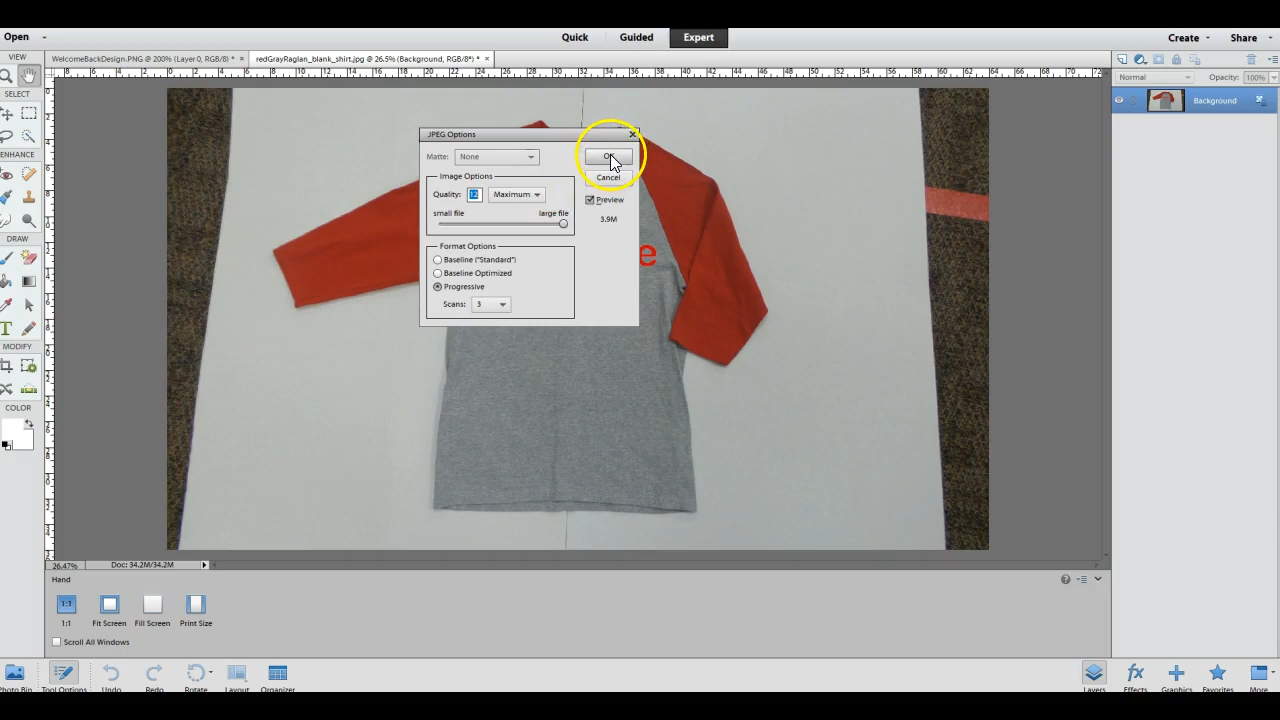 Open
Quick
Guided
Expert
Create
Share
VIEW
WelcomeBackDesign.PNG @ 200% (Layer 0, RGB/8) *
redGrayRaglan_blank_shirt.jpg @ 26.5% (Background, RGB/8*) *
SELECT
ENHANCE
DRAW
MODIFY
COLOR
JPEG Options
Matte: None
OK
Cancel
Image Options
Quality: 12 Maximum
small file large file
Preview
3.9M
Format Options
Baseline ("Standard")
Baseline Optimized
Progressive
Scans: 3
e
Normal
Opacity: 100%
Background
26.47%
Doc: 34.2M/34.2M
Hand
1:1
1:1
Fit Screen
Fill Screen
Print Size
Scroll All Windows
Photo Bin
Tool Options
Undo
Redo
Rotate
Layout
Organizer
Layers
Effects
Graphics
Favorites
More